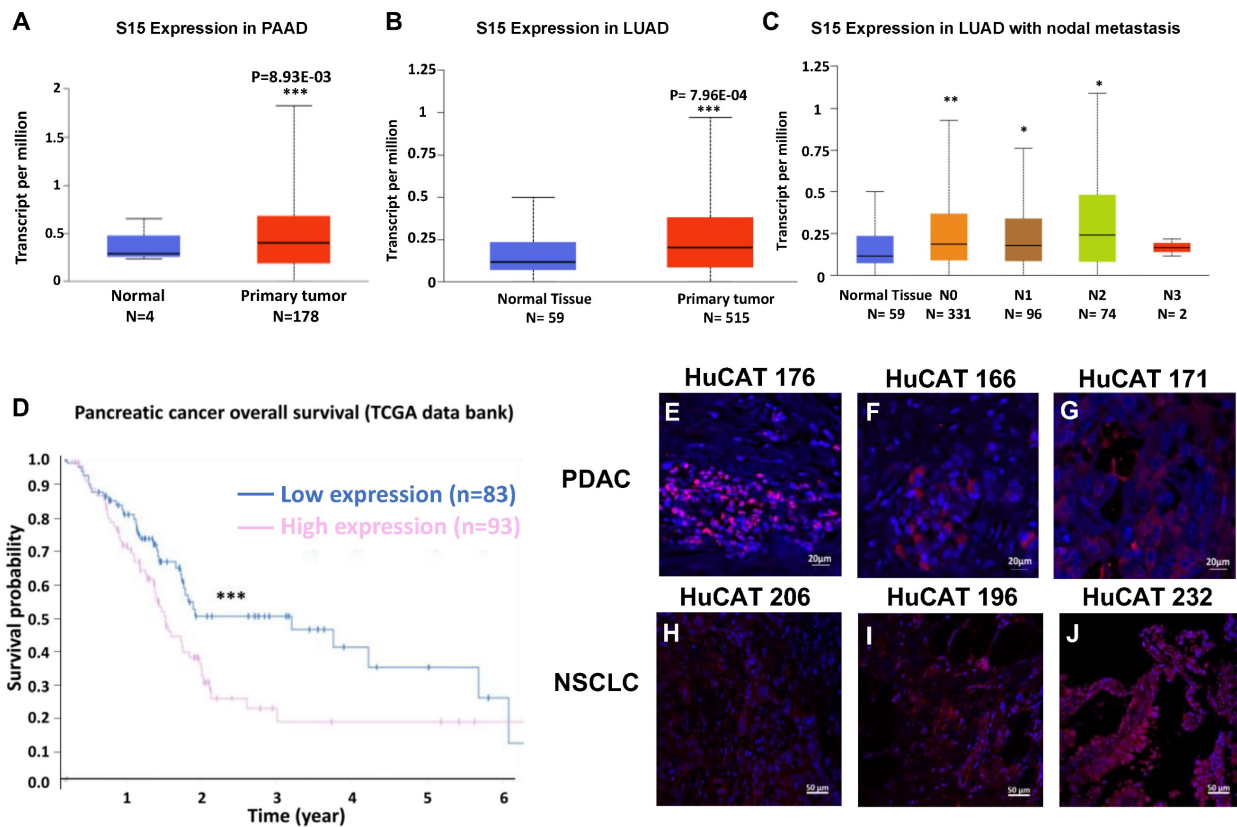 A
S15 Expression in PAAD
P=8.93E-03
***
Transcript per million
2
1.5
1
0.5
0
Normal
Primary tumor
N=4
N=178
B
S15 Expression in LUAD
P= 7.96E-04
***
Transcript per million
1.25
1
0.75
0.5
0.25
0
Normal Tissue
Primary tumor
N= 59
N= 515
C
S15 Expression in LUAD with nodal metastasis
Transcript per million
1.25
1
0.75
0.5
0.25
0
**
*
*
Normal Tissue N0 N1 N2 N3
N= 59 N= 331 N= 96 N= 74 N= 2
D
Pancreatic cancer overall survival (TCGA data bank)
Low expression (n=83)
High expression (n=93)
***
Survival probability
1.0
0.9
0.8
0.7
0.6
0.5
0.4
0.3
0.2
0.1
0.0
1 2 3 4 5 6
Time (year)
HuCAT 176 HuCAT 166 HuCAT 171
PDAC
E
20μm
F
20μm
G
20μm
HuCAT 206 HuCAT 196 HuCAT 232
NSCLC
H
50 μm
I
50 μm
J
50 μm